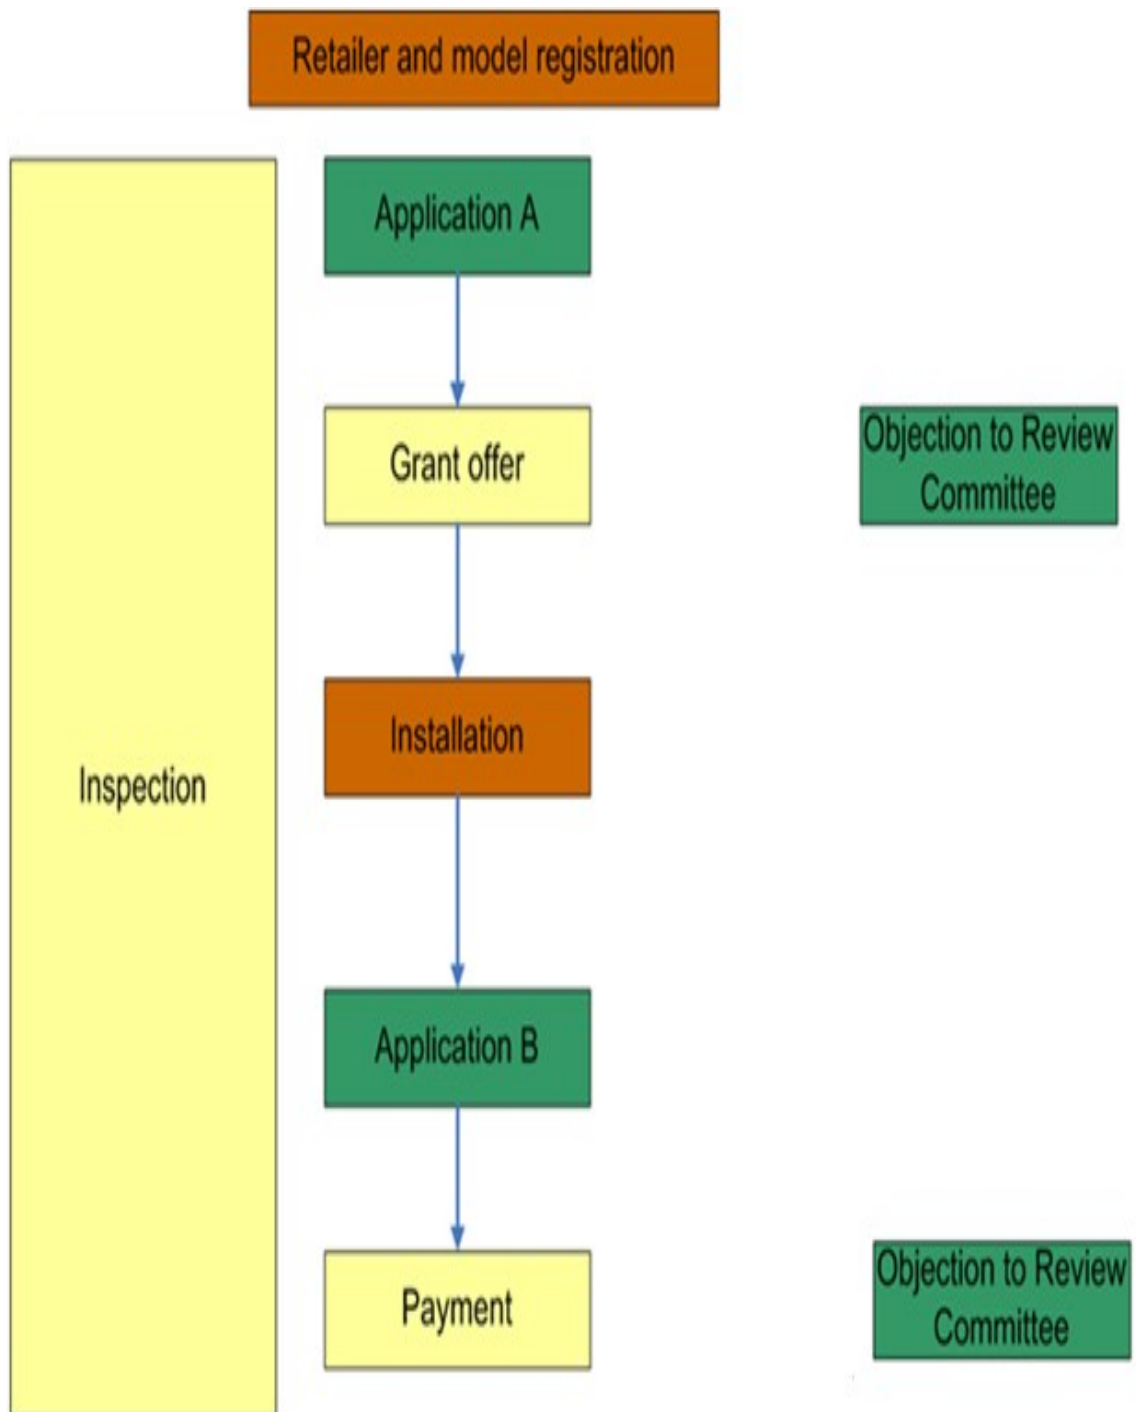 Retailer and model registration
Application A
Grant offer
Objection to Review
Committee
Installation
Inspection
Application B
Payment
Objection to Review
Committee